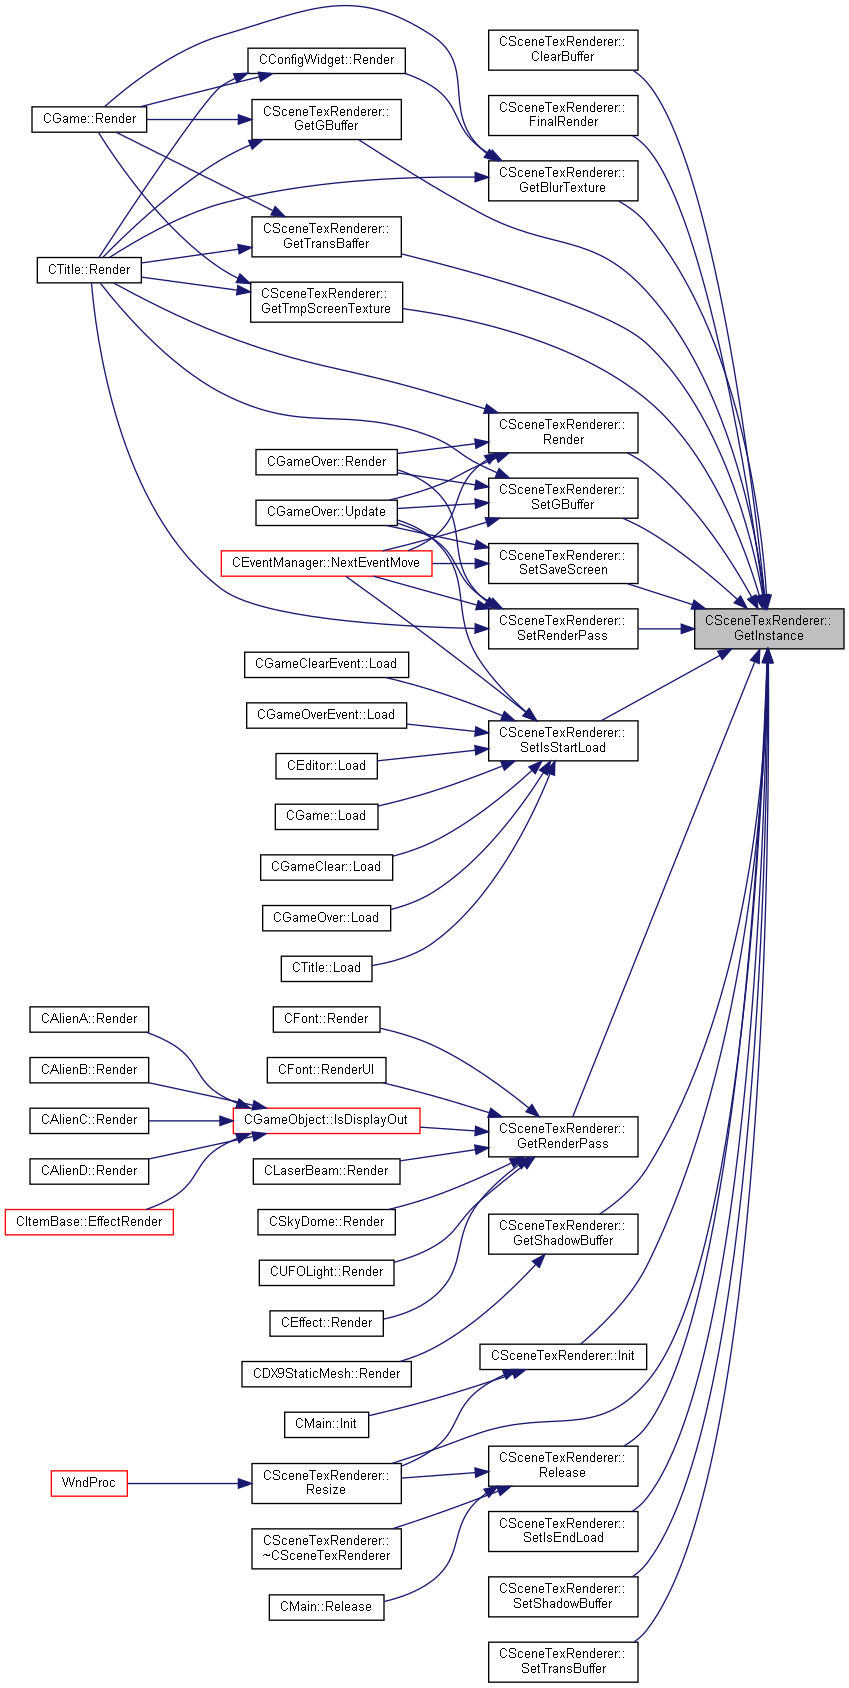 CSceneTexRenderer::
ClearBuffer
CConfigWidget::Render
CSceneTexRenderer::
FinalRender
CGame::Render
CSceneTexRenderer::
GetGBuffer
CSceneTexRenderer::
GetBlurTexture
CSceneTexRenderer::
GetTransBaffer
CTitle::Render
CSceneTexRenderer::
GetTmpScreenTexture
CSceneTexRenderer::
Render
CGameOver::Render
CSceneTexRenderer::
SetGBuffer
CGameOver::Update
CEventManager::NextEventMove
CSceneTexRenderer::
SetSaveScreen
CSceneTexRenderer::
SetRenderPass
CSceneTexRenderer::
GetInstance
CGameClearEvent::Load
CGameOverEvent::Load
CSceneTexRenderer::
SetIsStartLoad
CEditor::Load
CGame::Load
CGameClear::Load
CGameOver::Load
CTitle::Load
CAlienA::Render
CFont::Render
CAlienB::Render
CFont::RenderUI
CAlienC::Render
CGameObject::IsDisplayOut
CSceneTexRenderer::
GetRenderPass
CAlienD::Render
CLaserBeam::Render
CItemBase::EffectRender
CSkyDome::Render
CSceneTexRenderer::
GetShadowBuffer
CUFOLight::Render
CEffect::Render
CSceneTexRenderer::Init
CDX9StaticMesh::Render
CMain::Init
CSceneTexRenderer::
Release
WndProc
CSceneTexRenderer::
Resize
CSceneTexRenderer::
SetIsEndLoad
CSceneTexRenderer::
~CSceneTexRenderer
CSceneTexRenderer::
SetShadowBuffer
CMain::Release
CSceneTexRenderer::
SetTransBuffer